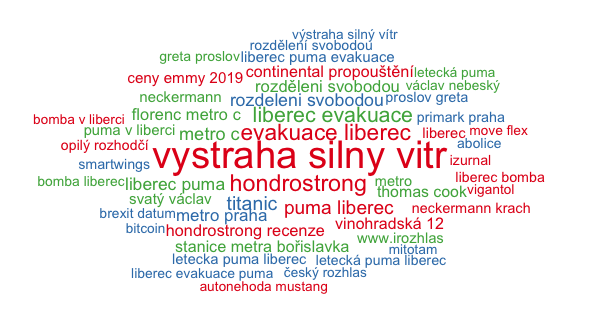 výstraha silný vítr
rozdělení svobodou
greta proslov liberec puma evakuace
ceny emmy 2019 continental propouštění letecká puma
rozděleni svobodou václav nebeský
neckermann rozdeleni svobodou proslov greta
bomba v liberci florenc metro c liberec evakuace primark praha
puma v liberci metro c evakuace liberec liberec move flex
opilý rozhodčí abolice
smartwings vystraha silny vitr izurnal
bomba liberec liberec puma hondrostrong metro liberec bomba
thomas cook vigantol
svatý václav titanic puma liberec neckermann krach
brexit datum metro praha
bitcoin hondrostrong recenze vinohradská 12
stanice metra bořislavka www.irozhlas
mitotam
letecka puma liberec letecká puma liberec
liberec evakuace puma český rozhlas
autonehoda mustang